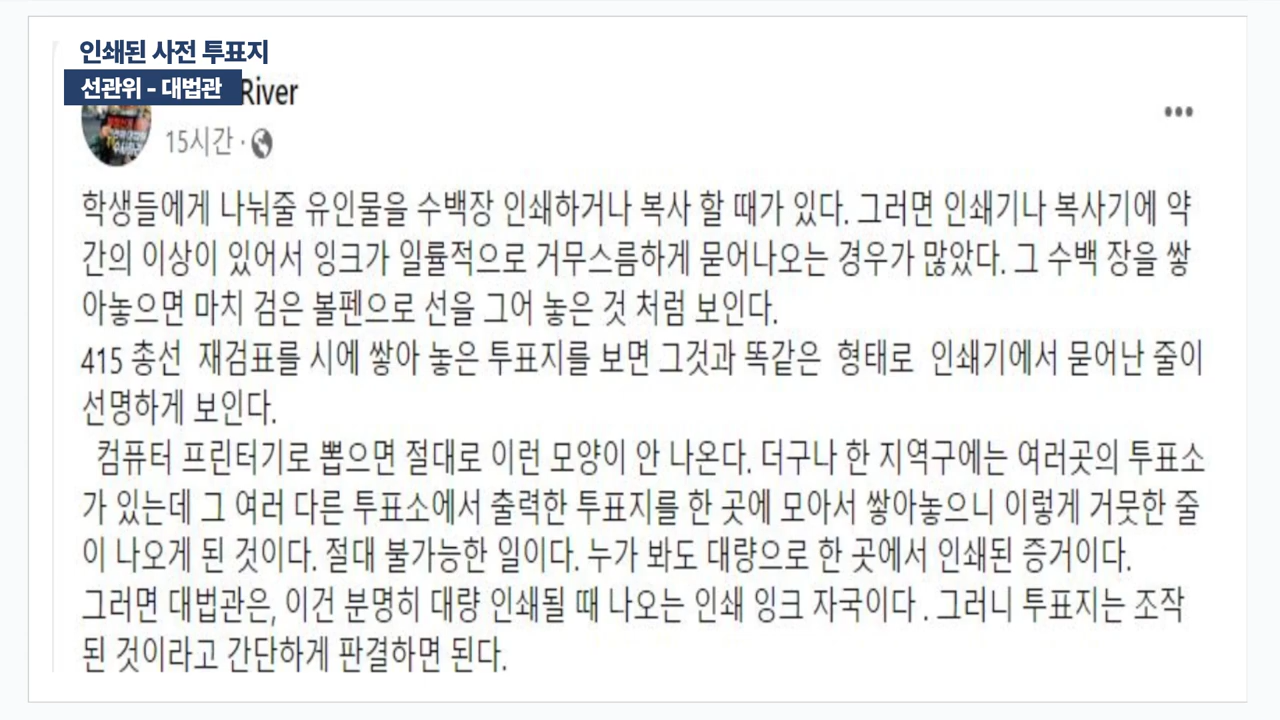 인쇄된 사전 투표지
선관위 - 대법관
River
15시간 ·
학생들에게 나눠줄 유인물을 수백장 인쇄하거나 복사 할 때가 있다. 그러면 인쇄기나 복사기에 약
간의 이상이 있어서 잉크가 일률적으로 거무스름하게 묻어나오는 경우가 많았다. 그 수백 장을 쌓
아놓으면 마치 검은 볼펜으로 선을 그어 놓은 것 처럼 보인다.
415 총선 재검표를 시에 쌓아 놓은 투표지를 보면 그것과 똑같은 형태로 인쇄기에서 묻어난 줄이
선명하게 보인다.
컴퓨터 프린터기로 뽑으면 절대로 이런 모양이 안 나온다. 더구나 한 지역구에는 여러곳의 투표소
가 있는데 그 여러 다른 투표소에서 출력한 투표지를 한 곳에 모아서 쌓아놓으니 이렇게 거뭇한 줄
이 나오게 된 것이다. 절대 불가능한 일이다. 누가 봐도 대량으로 한 곳에서 인쇄된 증거이다.
그러면 대법관은, 이건 분명히 대량 인쇄될 때 나오는 인쇄 잉크 자국이다 . 그러니 투표지는 조작
된 것이라고 간단하게 판결하면 된다.